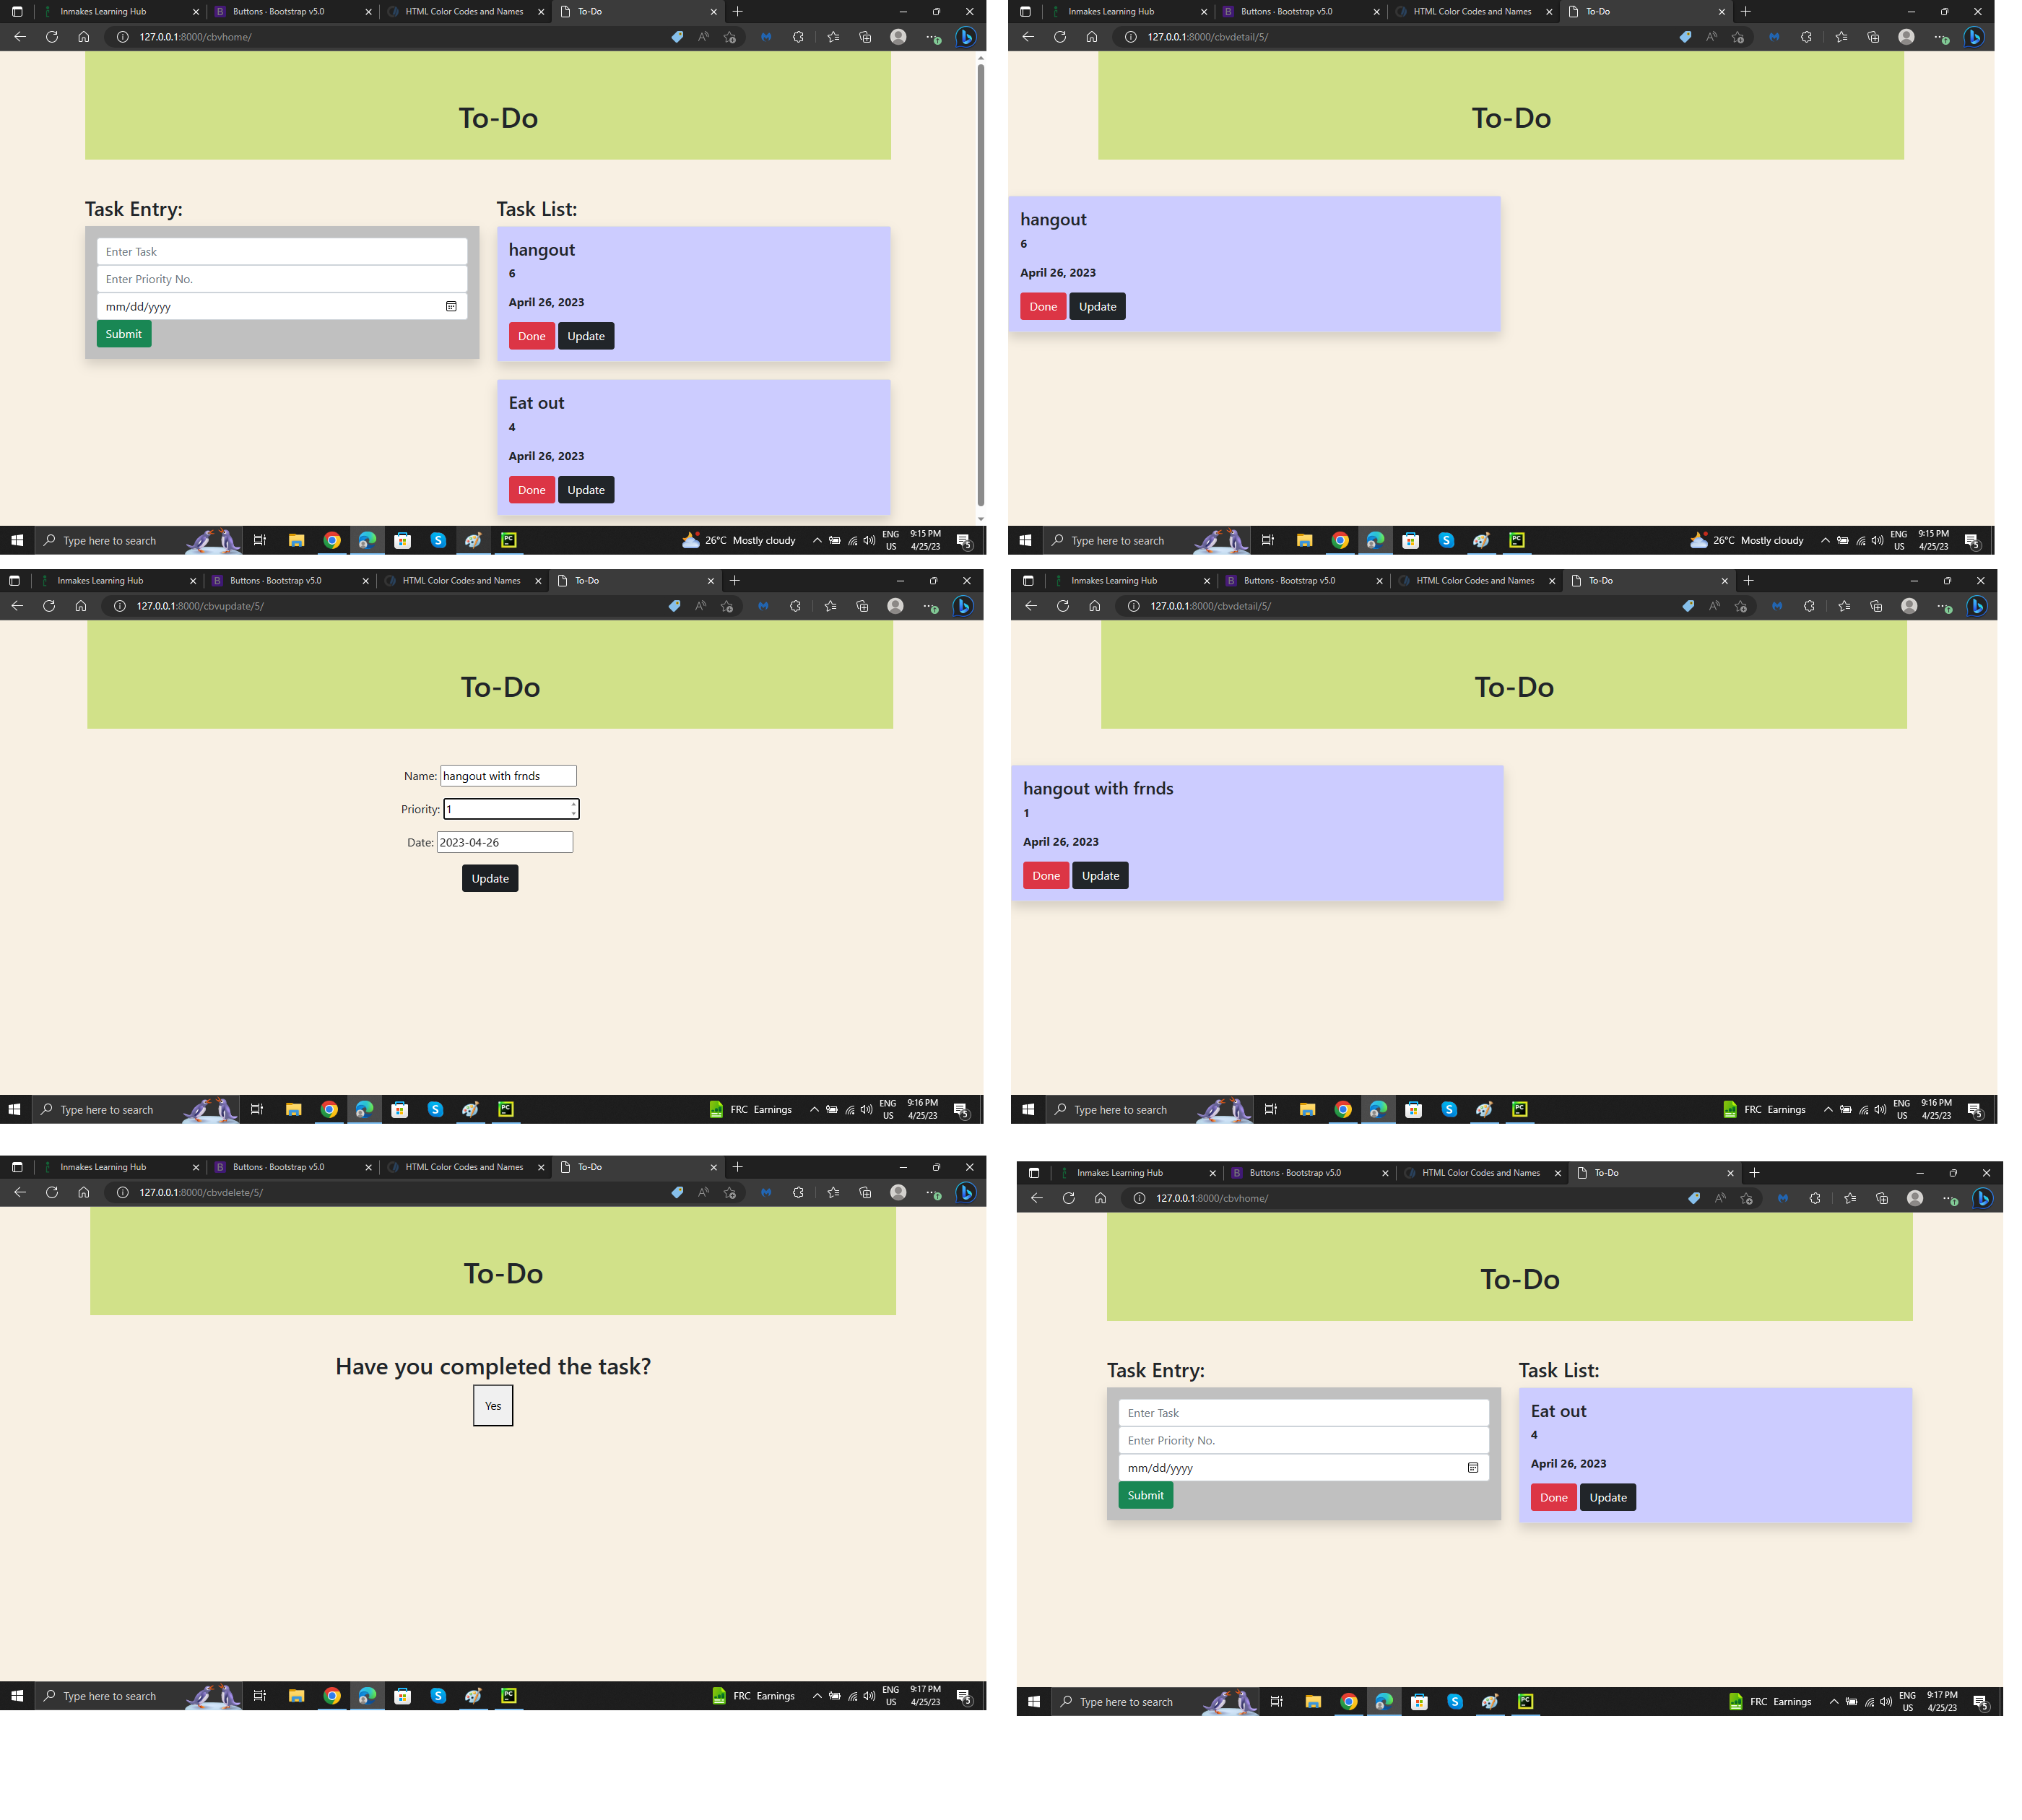 Inmakes Learning Hub
Buttons · Bootstrap v5.0
HTML Color Codes and Names
To-Do
127.0.0.1:8000/cbvhome/
To-Do
Task Entry:
Enter Task
Enter Priority No.
mm/dd/yyyy
Submit
Task List:
hangout
6
April 26, 2023
Done Update
Eat out
4
April 26, 2023
Done Update
Type here to search
26°C Mostly cloudy
ENG
US
9:15 PM
4/25/23
5
Inmakes Learning Hub
Buttons · Bootstrap v5.0
HTML Color Codes and Names
To-Do
127.0.0.1:8000/cbvdetail/5/
To-Do
hangout
6
April 26, 2023
Done Update
Type here to search
26°C Mostly cloudy
ENG
US
9:15 PM
4/25/23
5
Inmakes Learning Hub
Buttons · Bootstrap v5.0
HTML Color Codes and Names
To-Do
127.0.0.1:8000/cbvupdate/5/
To-Do
Name: hangout with frnds
Priority: 1
Date: 2023-04-26
Update
Type here to search
FRC Earnings
ENG
US
9:16 PM
4/25/23
5
Inmakes Learning Hub
Buttons · Bootstrap v5.0
HTML Color Codes and Names
To-Do
127.0.0.1:8000/cbvdetail/5/
To-Do
hangout with frnds
1
April 26, 2023
Done Update
Type here to search
FRC Earnings
ENG
US
9:16 PM
4/25/23
5
Inmakes Learning Hub
Buttons · Bootstrap v5.0
HTML Color Codes and Names
To-Do
127.0.0.1:8000/cbvdelete/5/
To-Do
Have you completed the task?
Yes
Type here to search
FRC Earnings
ENG
US
9:17 PM
4/25/23
5
Inmakes Learning Hub
Buttons · Bootstrap v5.0
HTML Color Codes and Names
To-Do
127.0.0.1:8000/cbvhome/
To-Do
Task Entry:
Enter Task
Enter Priority No.
mm/dd/yyyy
Submit
Task List:
Eat out
4
April 26, 2023
Done Update
Type here to search
FRC Earnings
ENG
US
9:17 PM
4/25/23
5